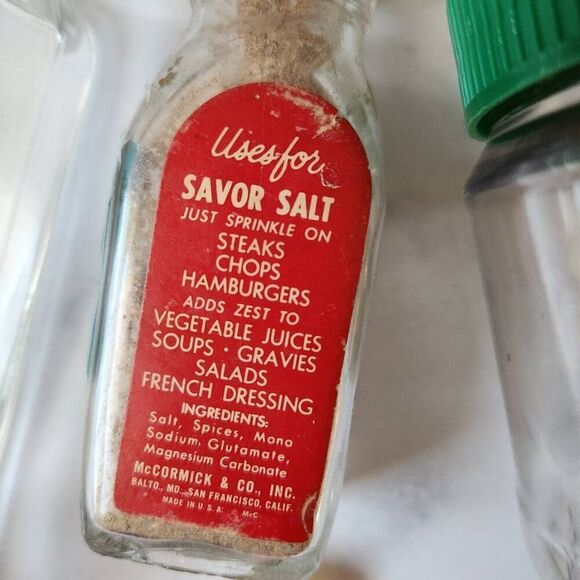 Uses for
SAVOR SALT
JUST SPRINKLE ON
STEAKS
CHOPS
HAMBURGERS
ADDS ZEST TO
VEGETABLE JUICES
SOUPS · GRAVIES
SALADS
FRENCH DRESSING
INGREDIENTS:
Salt, Spices, Mono
Sodium, Glutamate,
Magnesium Carbonate
McCORMICK & CO., INC.
BALTO., MD., SAN FRANCISCO, CALIF.
MADE IN U.S.A. © McC